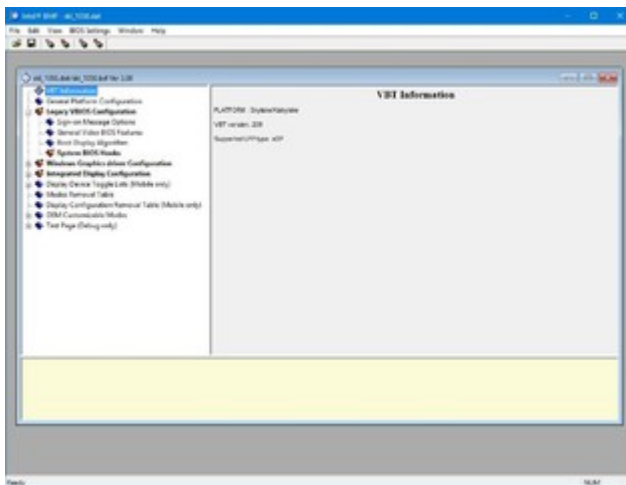 Intel® BMP - skl_1036.dat
File Edit View BIOS Settings Window Help
VBT Information
General Platform Configuration
Legacy VBIOS Configuration
Sign-on Message Options
General Video BIOS Features
Boot Display Algorithm
System BIOS Hooks
Windows Graphics driver Configuration
Integrated Display Configuration
Display Device Toggle Lists (Mobile only)
Modes Removal Table
Display Configuration Removal Table (Mobile only)
OEM Customizable Modes
Test Page (Debug only)
VBT Information
PLATFORM : Skylake/Kabylake
VBT version: 209
Supported LFP type: eDP
Ready
NUM